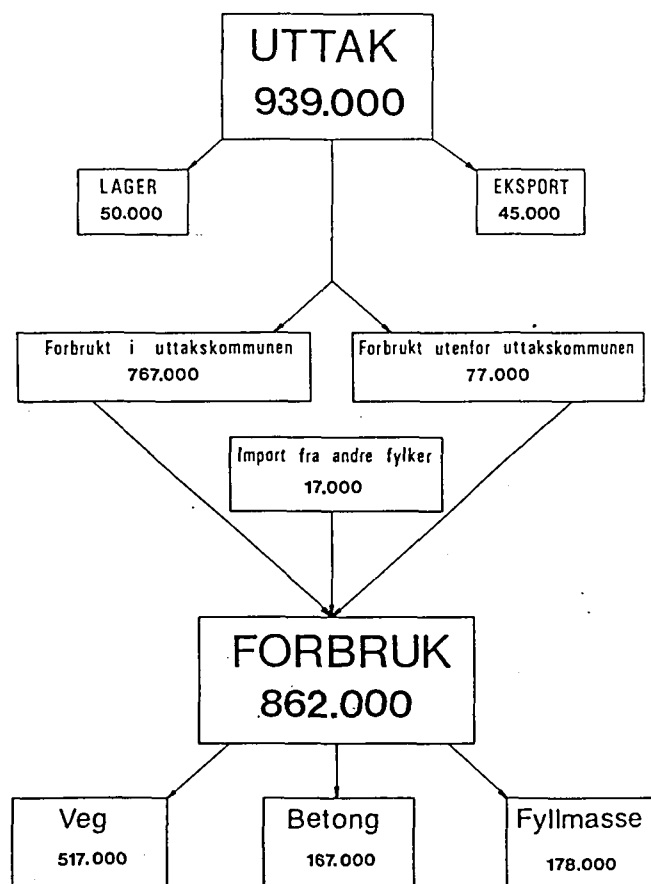 UTTAK
939.000
LAGER
50.000
EKSPORT
45.000
Forbrukt i uttakskommunen
767.000
Forbrukt utenfor uttakskommunen
77.000
Import fra andre fylker
17.000
FORBRUK
862.000
Veg
517.000
Betong
167.000
Fyllmasse
178.000